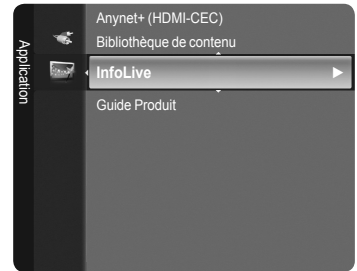 Application
Anynet+ (HDMI-CEC)
Bibliothèque de contenu
InfoLive
Guide Produit